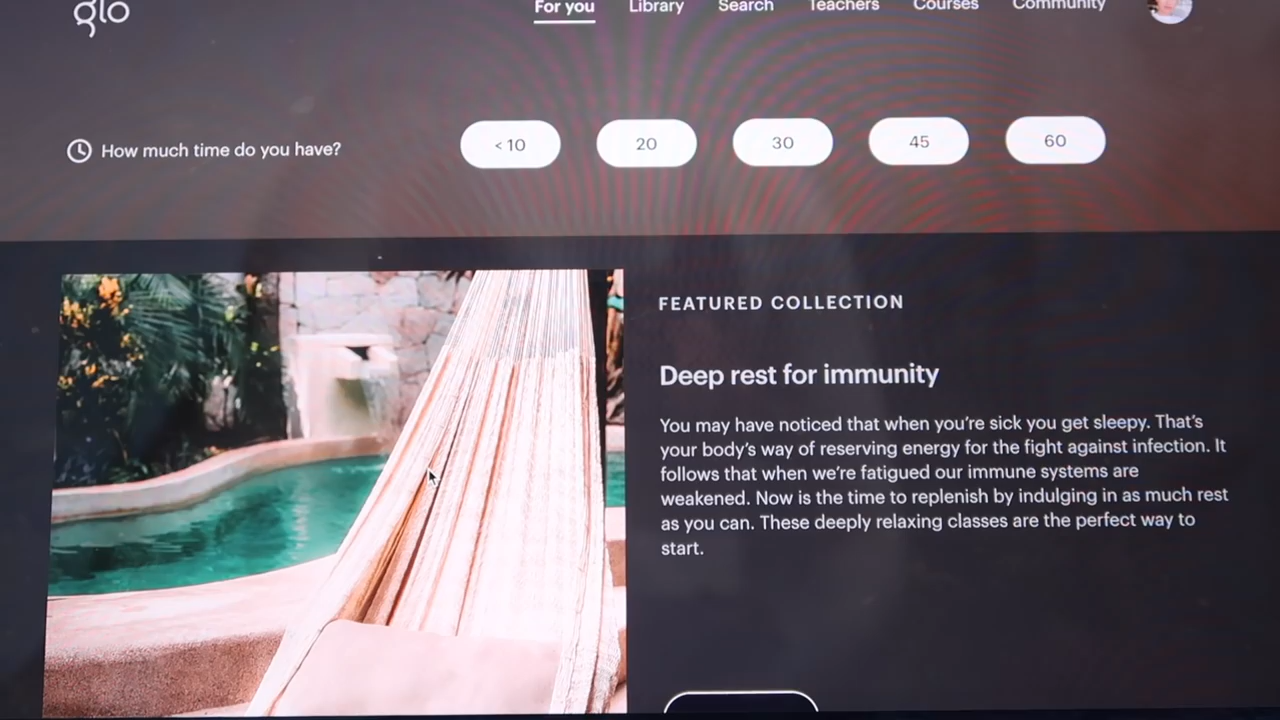 glo
For you Library Search Teachers Courses Community
How much time do you have? < 10 20 30 45 60
FEATURED COLLECTION
Deep rest for immunity
You may have noticed that when you're sick you get sleepy. That's
your body's way of reserving energy for the fight against infection. It
follows that when we're fatigued our immune systems are
weakened. Now is the time to replenish by indulging in as much rest
as you can. These deeply relaxing classes are the perfect way to
start.